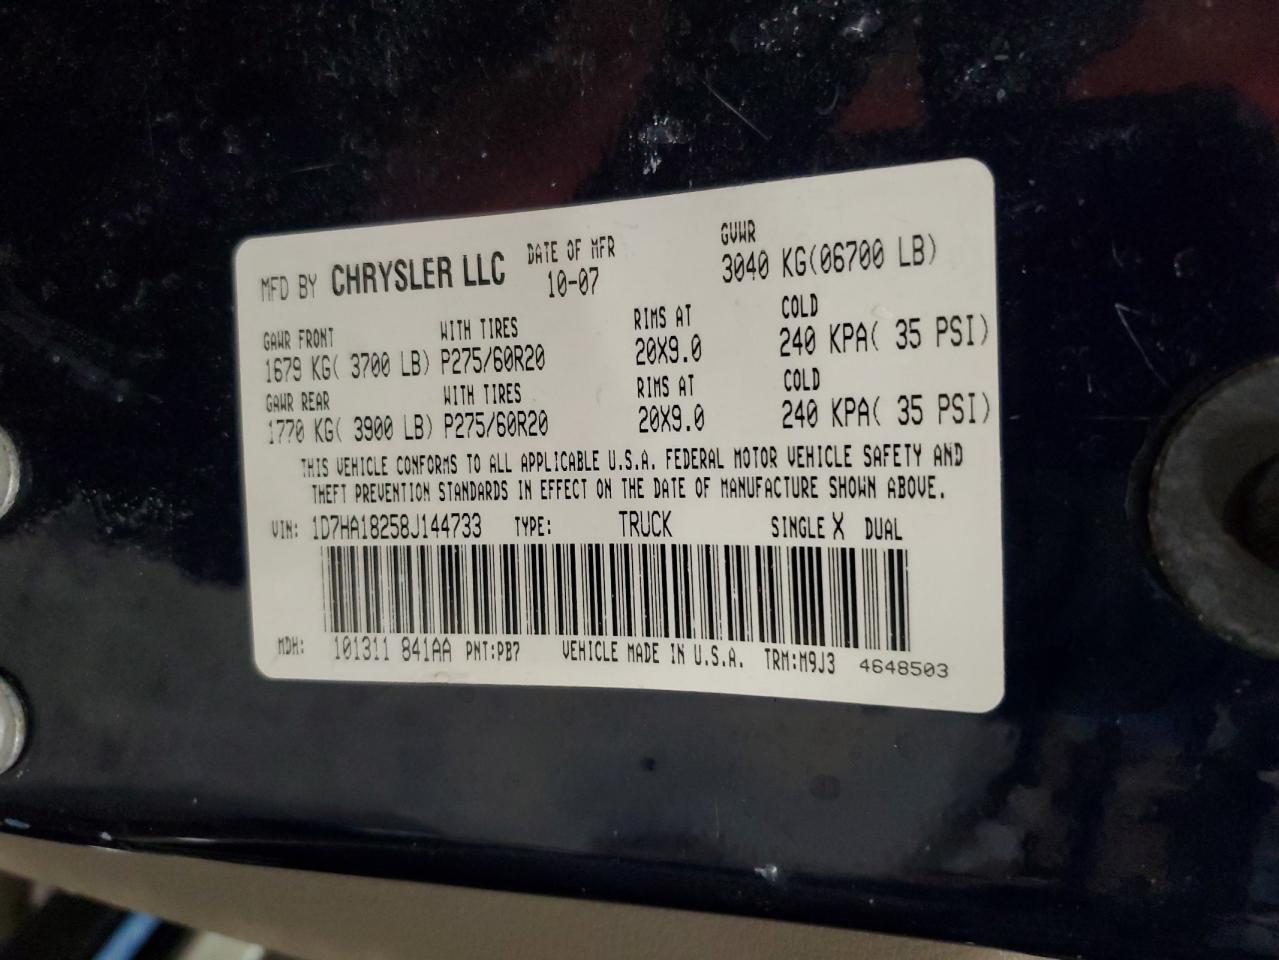 MFD BY CHRYSLER LLC DATE OF MFR GVWR
10-07 3040 KG(06700 LB)
GAWR FRONT WITH TIRES RIMS AT COLD
1679 KG( 3700 LB) P275/60R20 20X9.0 240 KPA( 35 PSI)
GAWR REAR WITH TIRES RIMS AT COLD
1770 KG( 3900 LB) P275/60R20 20X9.0 240 KPA( 35 PSI)
THIS VEHICLE CONFORMS TO ALL APPLICABLE U.S.A. FEDERAL MOTOR VEHICLE SAFETY AND
THEFT PREVENTION STANDARDS IN EFFECT ON THE DATE OF MANUFACTURE SHOWN ABOVE.
VIN: 1D7HA18258J144733 TYPE: TRUCK SINGLE X DUAL
MDH: 101311 841AA PNT:PB7 VEHICLE MADE IN U.S.A. TRM:M9J3 4648503